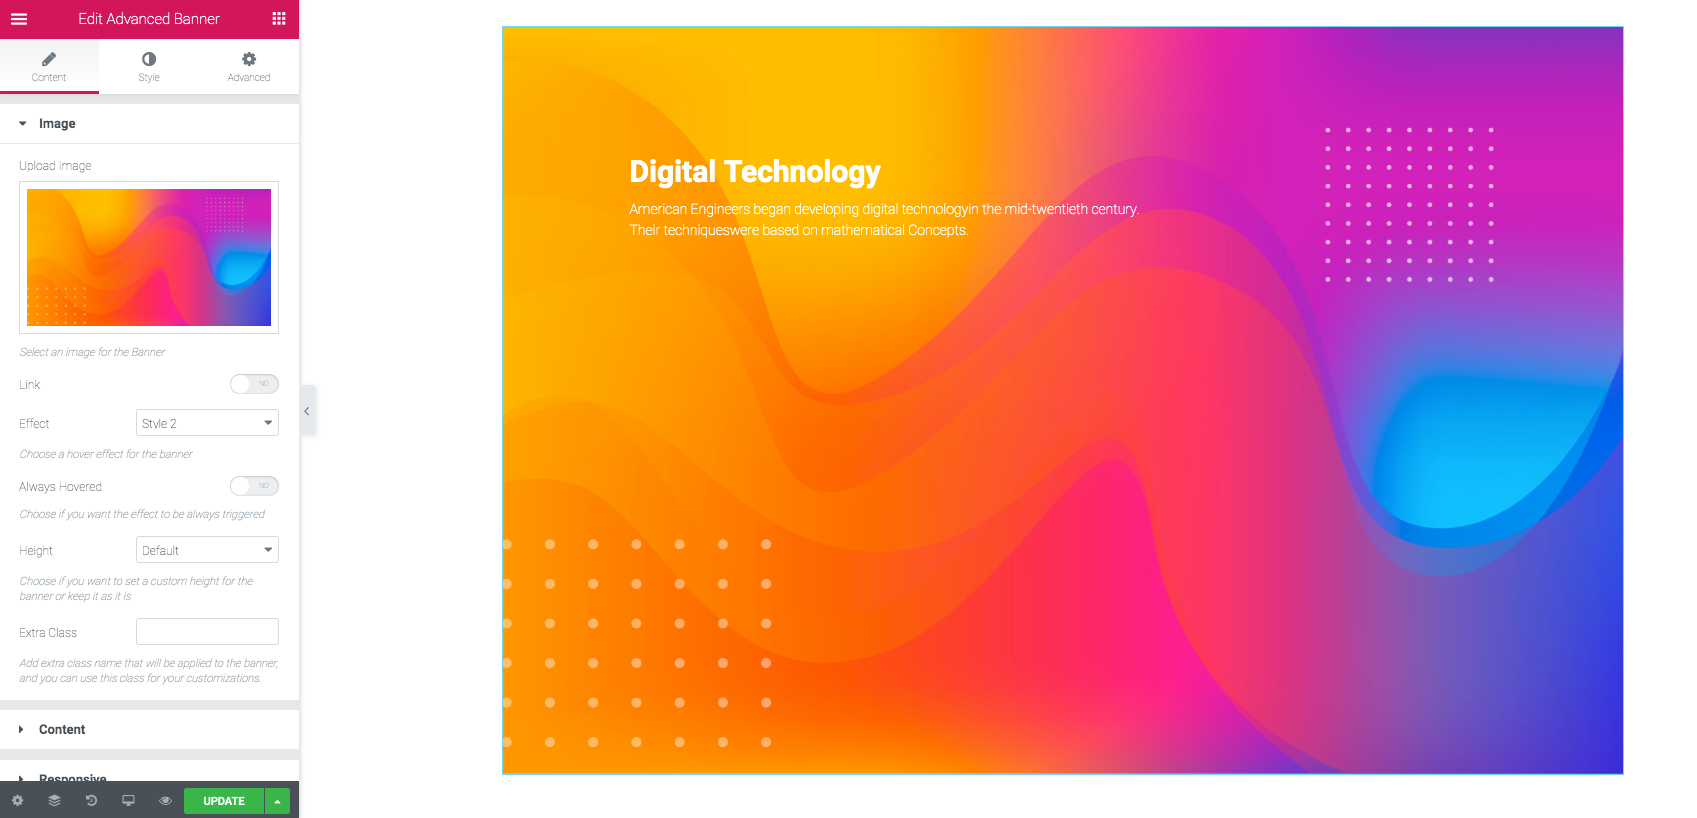 Edit Advanced Banner
Content
Style
Advanced
Image
Upload Image
Select an image for the Banner
Link
NO
Effect
Style 2
Choose a hover effect for the banner
Always Hovered
NO
Choose if you want the effect to be always triggered
Height
Default
Choose if you want to set a custom height for the
banner or keep it as it is
Extra Class
Add extra class name that will be applied to the banner,
and you can use this class for your customizations.
Content
Responsive
UPDATE
Digital Technology
American Engineers began developing digital technologyin the mid-twentieth century.
Their techniqueswere based on mathematical Concepts.